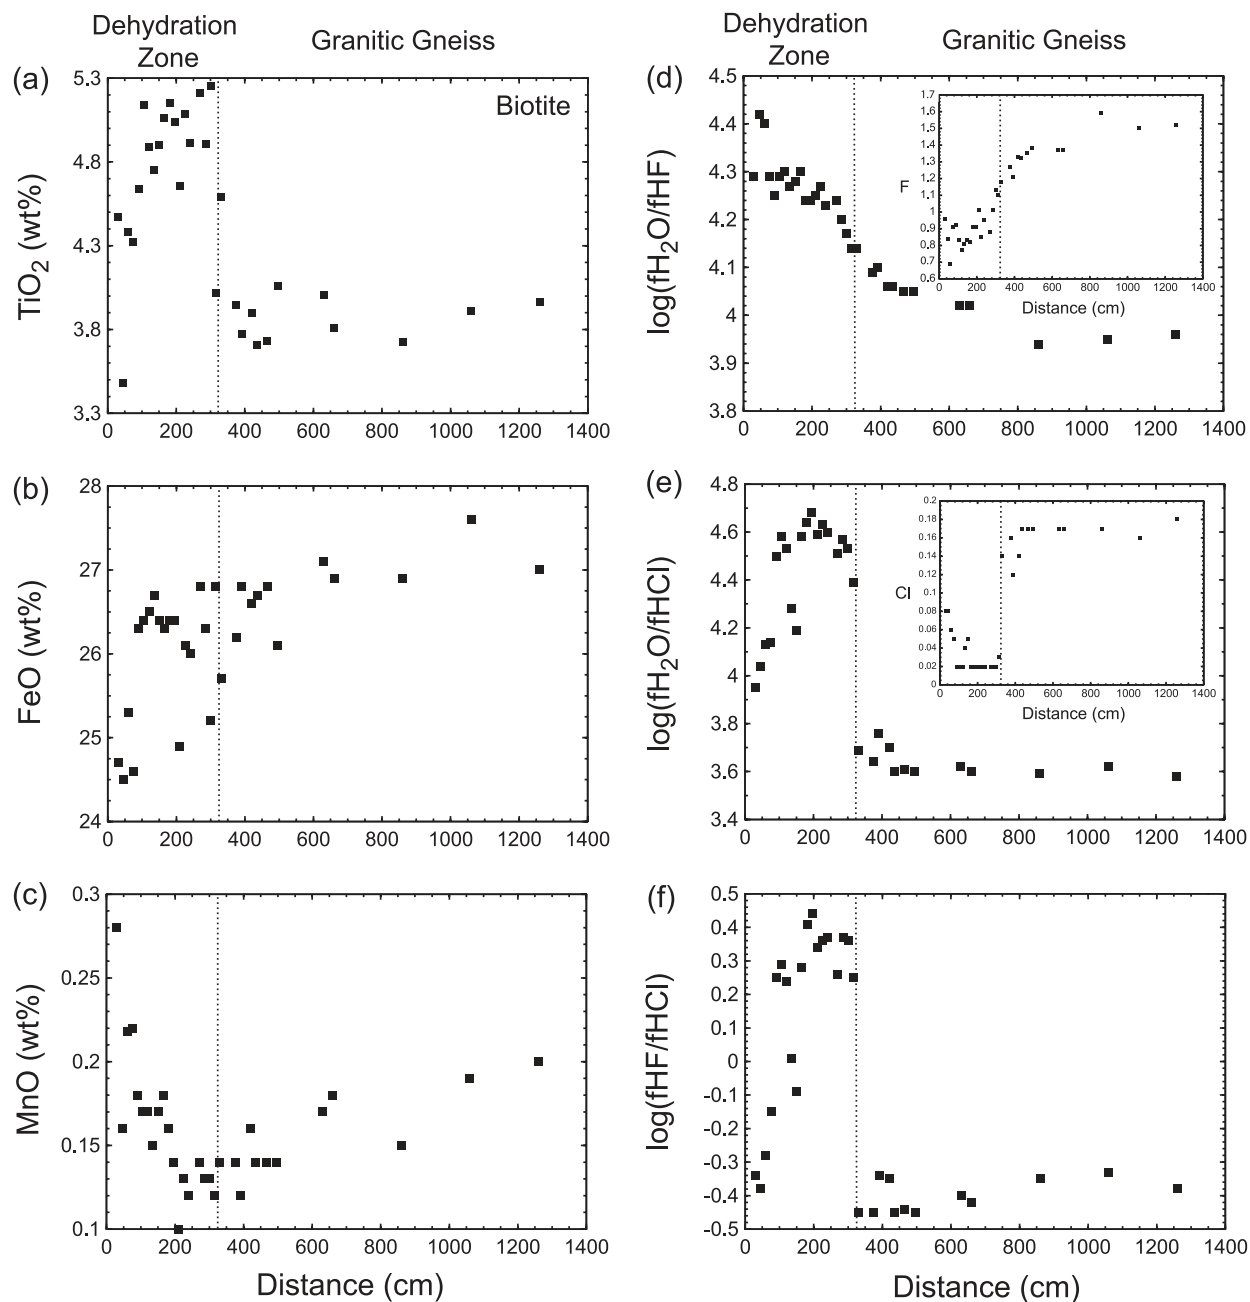 Dehydration Zone
Granitic Gneiss
(a)
Biotite
TiO2 (wt%)
5.3
4.8
4.3
3.8
3.3
0 200 400 600 800 1000 1200 1400
(b)
FeO (wt%)
28
27
26
25
24
0 200 400 600 800 1000 1200 1400
(c)
MnO (wt%)
0.3
0.25
0.2
0.15
0.1
0 200 400 600 800 1000 1200 1400
Distance (cm)
Dehydration Zone
Granitic Gneiss
(d)
log(fH2O/fHF)
4.5
4.4
4.3
4.2
4.1
4
3.9
3.8
0 200 400 600 800 1000 1200 1400
F
1.7
1.6
1.5
1.4
1.3
1.2
1.1
1
0.9
0.8
0.7
0.6
0 200 400 600 800 1000 1200 1400
Distance (cm)
(e)
log(fH2O/fHCl)
4.8
4.6
4.4
4.2
4
3.8
3.6
3.4
0 200 400 600 800 1000 1200 1400
Cl
0.2
0.18
0.16
0.14
0.12
0.1
0.08
0.06
0.04
0.02
0
0 200 400 600 800 1000 1200 1400
Distance (cm)
(f)
log(fHF/fHCl)
0.5
0.4
0.3
0.2
0.1
0
-0.1
-0.2
-0.3
-0.4
-0.5
0 200 400 600 800 1000 1200 1400
Distance (cm)